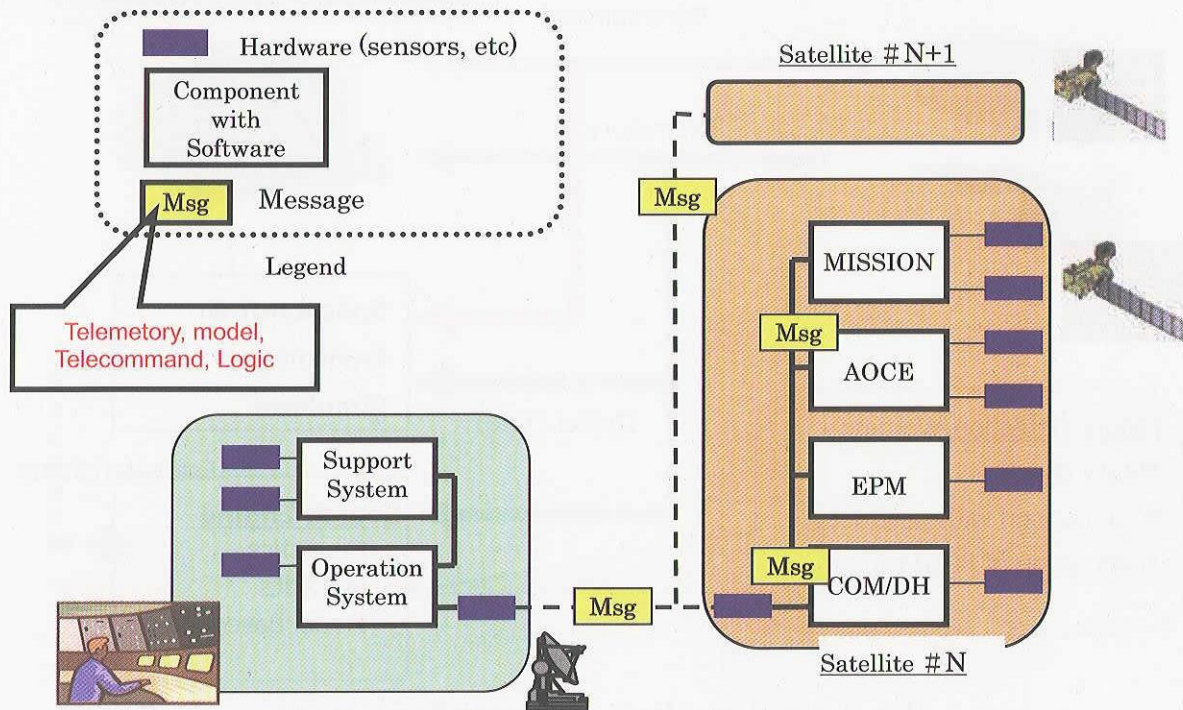 Hardware (sensors, etc)
Component
with
Software
Msg
Message
Legend
Telemetory, model,
Telecommand, Logic
Satellite #N+1
Msg
MISSION
Msg
AOCE
EPM
Msg
COM/DH
Satellite #N
Support
System
Operation
System
Msg